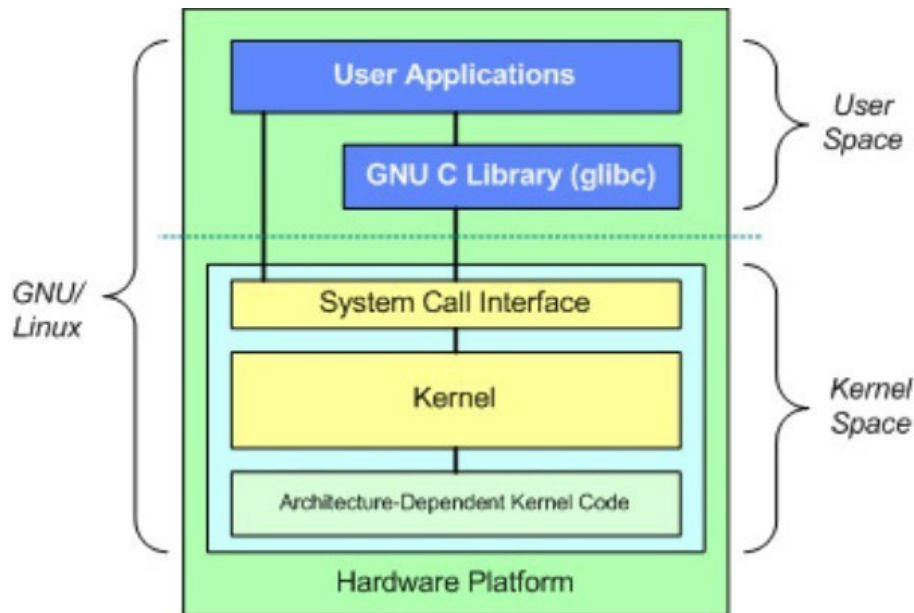 User Applications
GNU C Library (glibc)
User
Space
GNU/
Linux
System Call Interface
Kernel
Kernel
Space
Architecture-Dependent Kernel Code
Hardware Platform